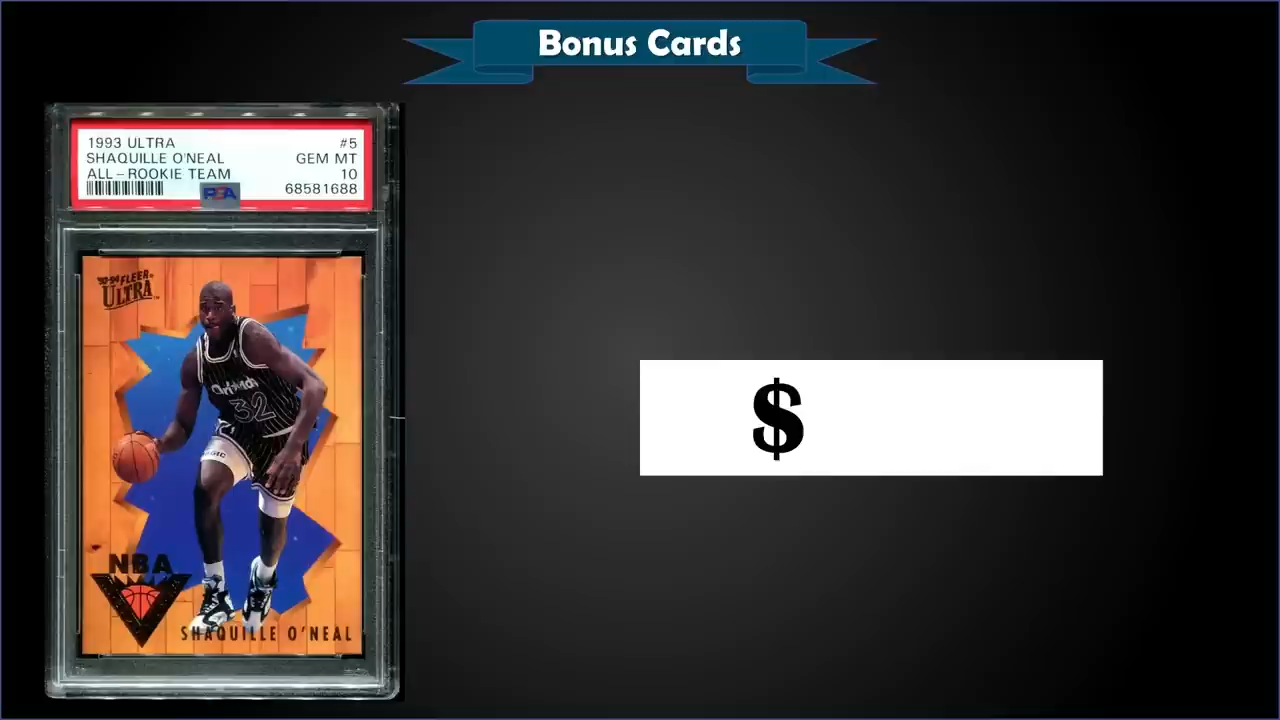 Bonus Cards
1993 ULTRA #5
SHAQUILLE O'NEAL GEM MT
ALL-ROOKIE TEAM 10
PSA 68581688
'93-94 FLEER
ULTRA
Orlando
32
NBA
SHAQUILLE O'NEAL
$